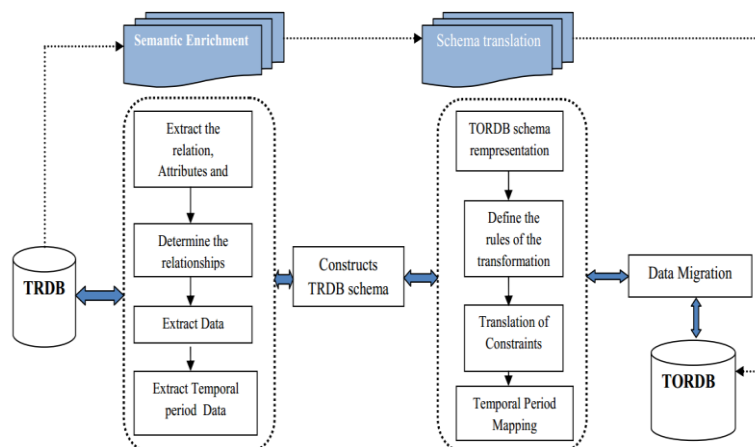 Semantic Enrichment
Schema translation
Extract the
relation,
Attributes and
Determine the
relationships
Extract Data
Extract Temporal
period Data
TRDB
Constructs
TRDB schema
TORDB schema
rempresentation
Define the
rules of the
transformation
Translation of
Constraints
Temporal Period
Mapping
Data Migration
TORDB